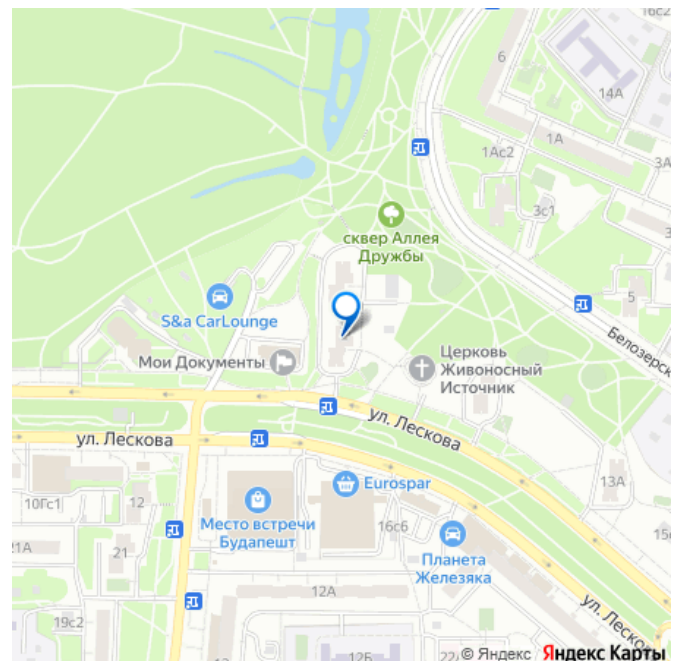 16с2
6
14А
1А
1Ас2
3А
3с1
сквер Аллея
Дружбы
5
S&a CarLounge
Белозерск
Мои Документы
Церковь
Живоносный
Источник
ул. Лескова
ул. Лескова
Eurospar
13А
10Гс1
12
Место встречи
Будапешт
16с6
15
21А
21
Планета
Железяка
12А
ул. Леск
19с2
12Б
22
© Яндекс Яндекс Карты